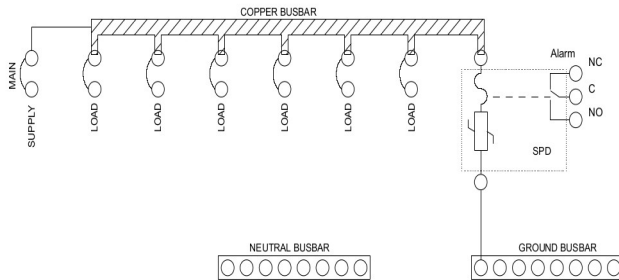 COPPER BUSBAR
MAIN
SUPPLY
LOAD
LOAD
LOAD
LOAD
LOAD
LOAD
Alarm
NC
C
NO
SPD
NEUTRAL BUSBAR
GROUND BUSBAR